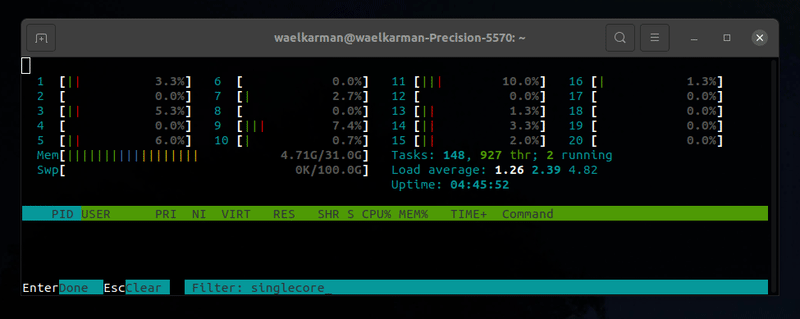 waelkarman@waelkarman-Precision-5570: ~
1 [|| 3.3%] 6 [ 0.0%] 11 [||| 10.0%] 16 [| 1.3%]
2 [ 0.0%] 7 [| 2.7%] 12 [ 0.0%] 17 [ 0.0%]
3 [|| 5.3%] 8 [ 0.0%] 13 [|| 1.3%] 18 [ 0.0%]
4 [ 0.0%] 9 [||| 7.4%] 14 [|| 3.3%] 19 [ 0.0%]
5 [|| 6.0%] 10 [| 0.7%] 15 [|| 2.0%] 20 [ 0.0%]
Mem[|||||||||||||||||| 4.71G/31.0G] Tasks: 148, 927 thr; 2 running
Swp[ 0K/100.0G] Load average: 1.26 2.39 4.82
Uptime: 04:45:52
PID USER PRI NI VIRT RES SHR S CPU% MEM% TIME+ Command
EnterDone EscClear Filter: singlecore_